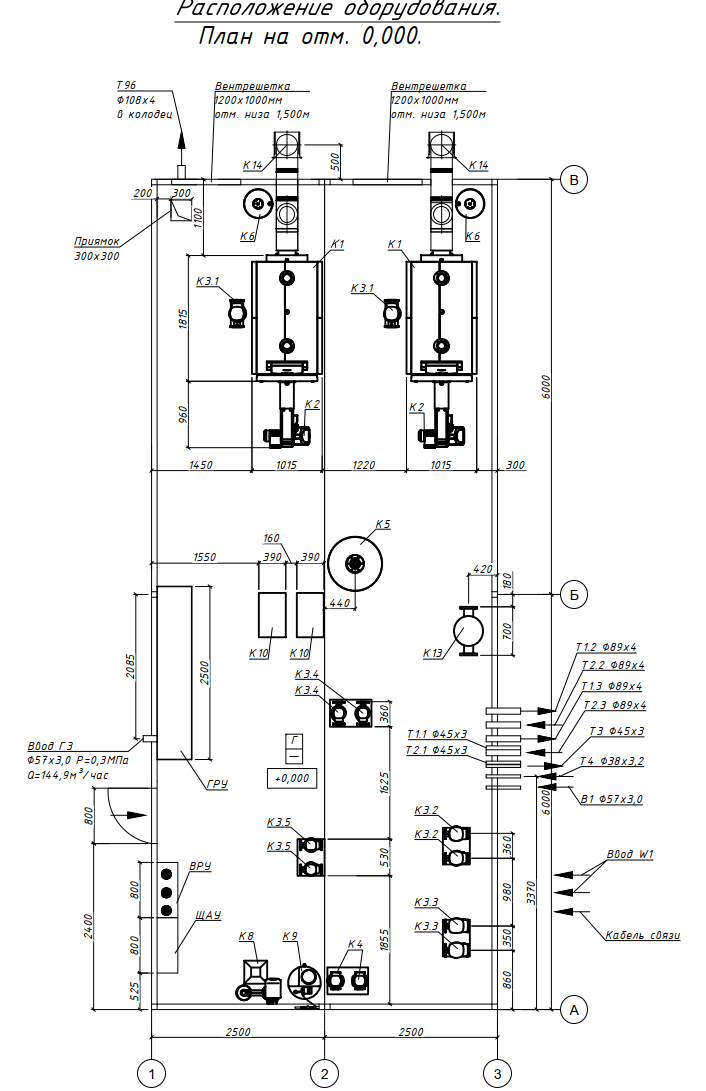 Расположение оборудования.
План на отм. 0,000.
Т96
Ф108х4
в колодец
Вентрешетка
1200х1000мм
отм. низа 1,500м
Вентрешетка
1200х1000мм
отм. низа 1,500м
К14
500
К14
В
200
300
1100
К6
К6
Приямок
300х300
К1
К1
К3.1
К3.1
1815
6000
К2
К2
960
1450
1015
1220
1015
300
К5
160
1550
390
390
420
180
Б
440
700
2085
2500
К10
К10
К13
Т1.2 Ф89х4
Т2.2 Ф89х4
К3.4
К3.4
Т1.3 Ф89х4
360
Т2.3 Ф89х4
Т1.1 Ф45х3
Т3 Ф45х3
Ввод Г3
Г
Т2.1 Ф45х3
Ф57х3,0 Р=0,3МПа
Т4 Ф38х3,2
Q=144,9м³/час
+0,000
ГРУ
1625
6000
В1 Ф57х3,0
800
К3.2
К3.5
К3.2
360
К3.5
530
Ввод W1
ВРУ
800
980
3370
2400
ЩАУ
К3.3
К3.3
350
Кабель связи
800
1855
К8
К9
К4
525
860
А
2500
2500
1
2
3